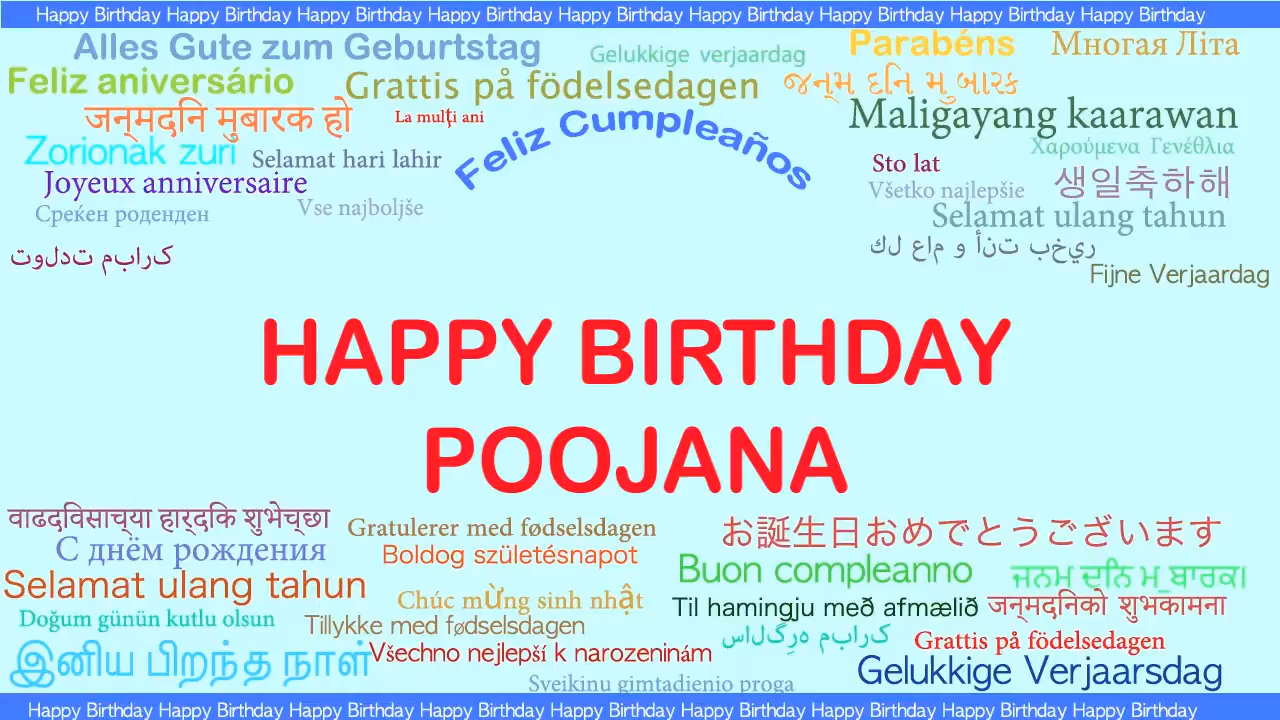 Happy Birthday Happy Birthday Happy Birthday Happy Birthday Happy Birthday Happy Birthday Happy Birthday Happy Birthday Happy Birthday
Alles Gute zum Geburtstag
Gelukkige verjaardag
Parabéns
Многая Літа
Feliz aniversário
Grattis på födelsedagen
જન્મ દનિ મુબારક
जन्मदनि मुबारक हो
La mulţi ani
Feliz Cumpleaños
Maligayang kaarawan
Zorionak zuri
Selamat hari lahir
Χαρούμενα Γενέθλια
Sto lat
Joyeux anniversaire
Všetko najlepšie
생일축하해
Среќен роденден
Vse najboljše
Selamat ulang tahun
تولدت مبارک
كل عام و أنت بخير
Fijne Verjaardag
HAPPY BIRTHDAY
POOJANA
वाढदविसाच्या हार्दकि शुभेच्छा
Gratulerer med fødselsdagen
お誕生日おめでとうございます
С днём рождения
Boldog születésnapot
Buon compleanno
ਜਨਮ ਦਨਿ ਮੁਬਾਰਕ।
Selamat ulang tahun
Chúc mừng sinh nhật
Til hamingju með afmælið
जन्मदनिको शुभकामना
Doğum günün kutlu olsun
Tillykke med fødselsdagen
سالگرہ مبارک
Grattis på födelsedagen
இனிய பிறந்த நாள்
Všechno nejlepší k narozeninám
Gelukkige Verjaarsdag
Sveikinu gimtadienio proga
Happy Birthday Happy Birthday Happy Birthday Happy Birthday Happy Birthday Happy Birthday Happy Birthday Happy Birthday Happy Birthday